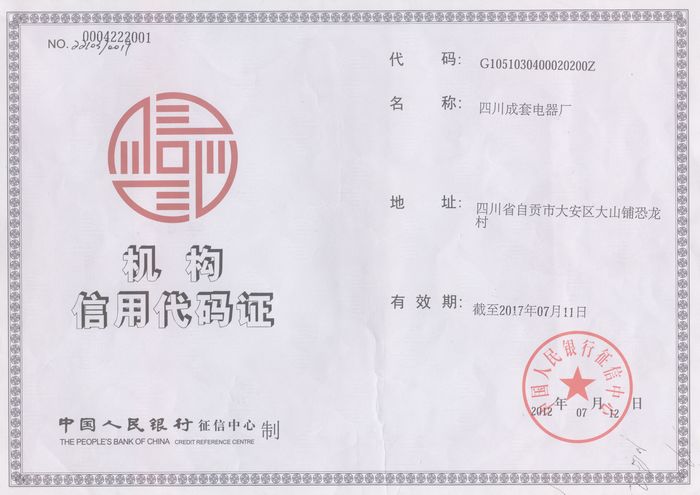 0004222001
NO.
机构
信用代码证
中国人民银行 征信中心 制
THE PEOPLE'S BANK OF CHINA CREDIT REFERENCE CENTRE
代 码: G1051030400020200Z
名 称: 四川成套电器厂
地 址: 四川省自贡市大安区大山铺恐龙
村
有效期: 截至2017年07月11日
中国人民银行征信中心
2012 年 07 月 12 日